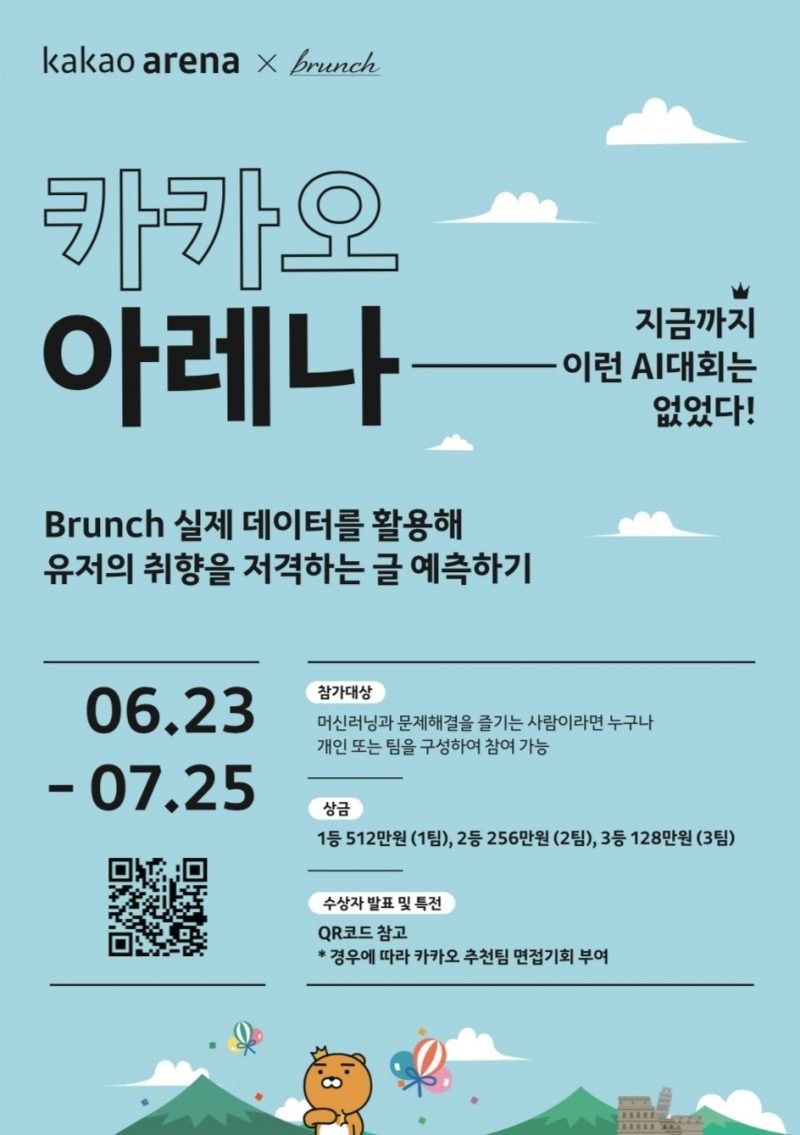 kakao arena × brunch
카카오
아레나
지금까지
이런 AI대회는
없었다!
Brunch 실제 데이터를 활용해
유저의 취향을 저격하는 글 예측하기
06.23
- 07.25
참가대상
머신러닝과 문제해결을 즐기는 사람이라면 누구나
개인 또는 팀을 구성하여 참여 가능
상금
1등 512만원 (1팀), 2등 256만원 (2팀), 3등 128만원 (3팀)
수상자 발표 및 특전
QR코드 참고
* 경우에 따라 카카오 추천팀 면접기회 부여